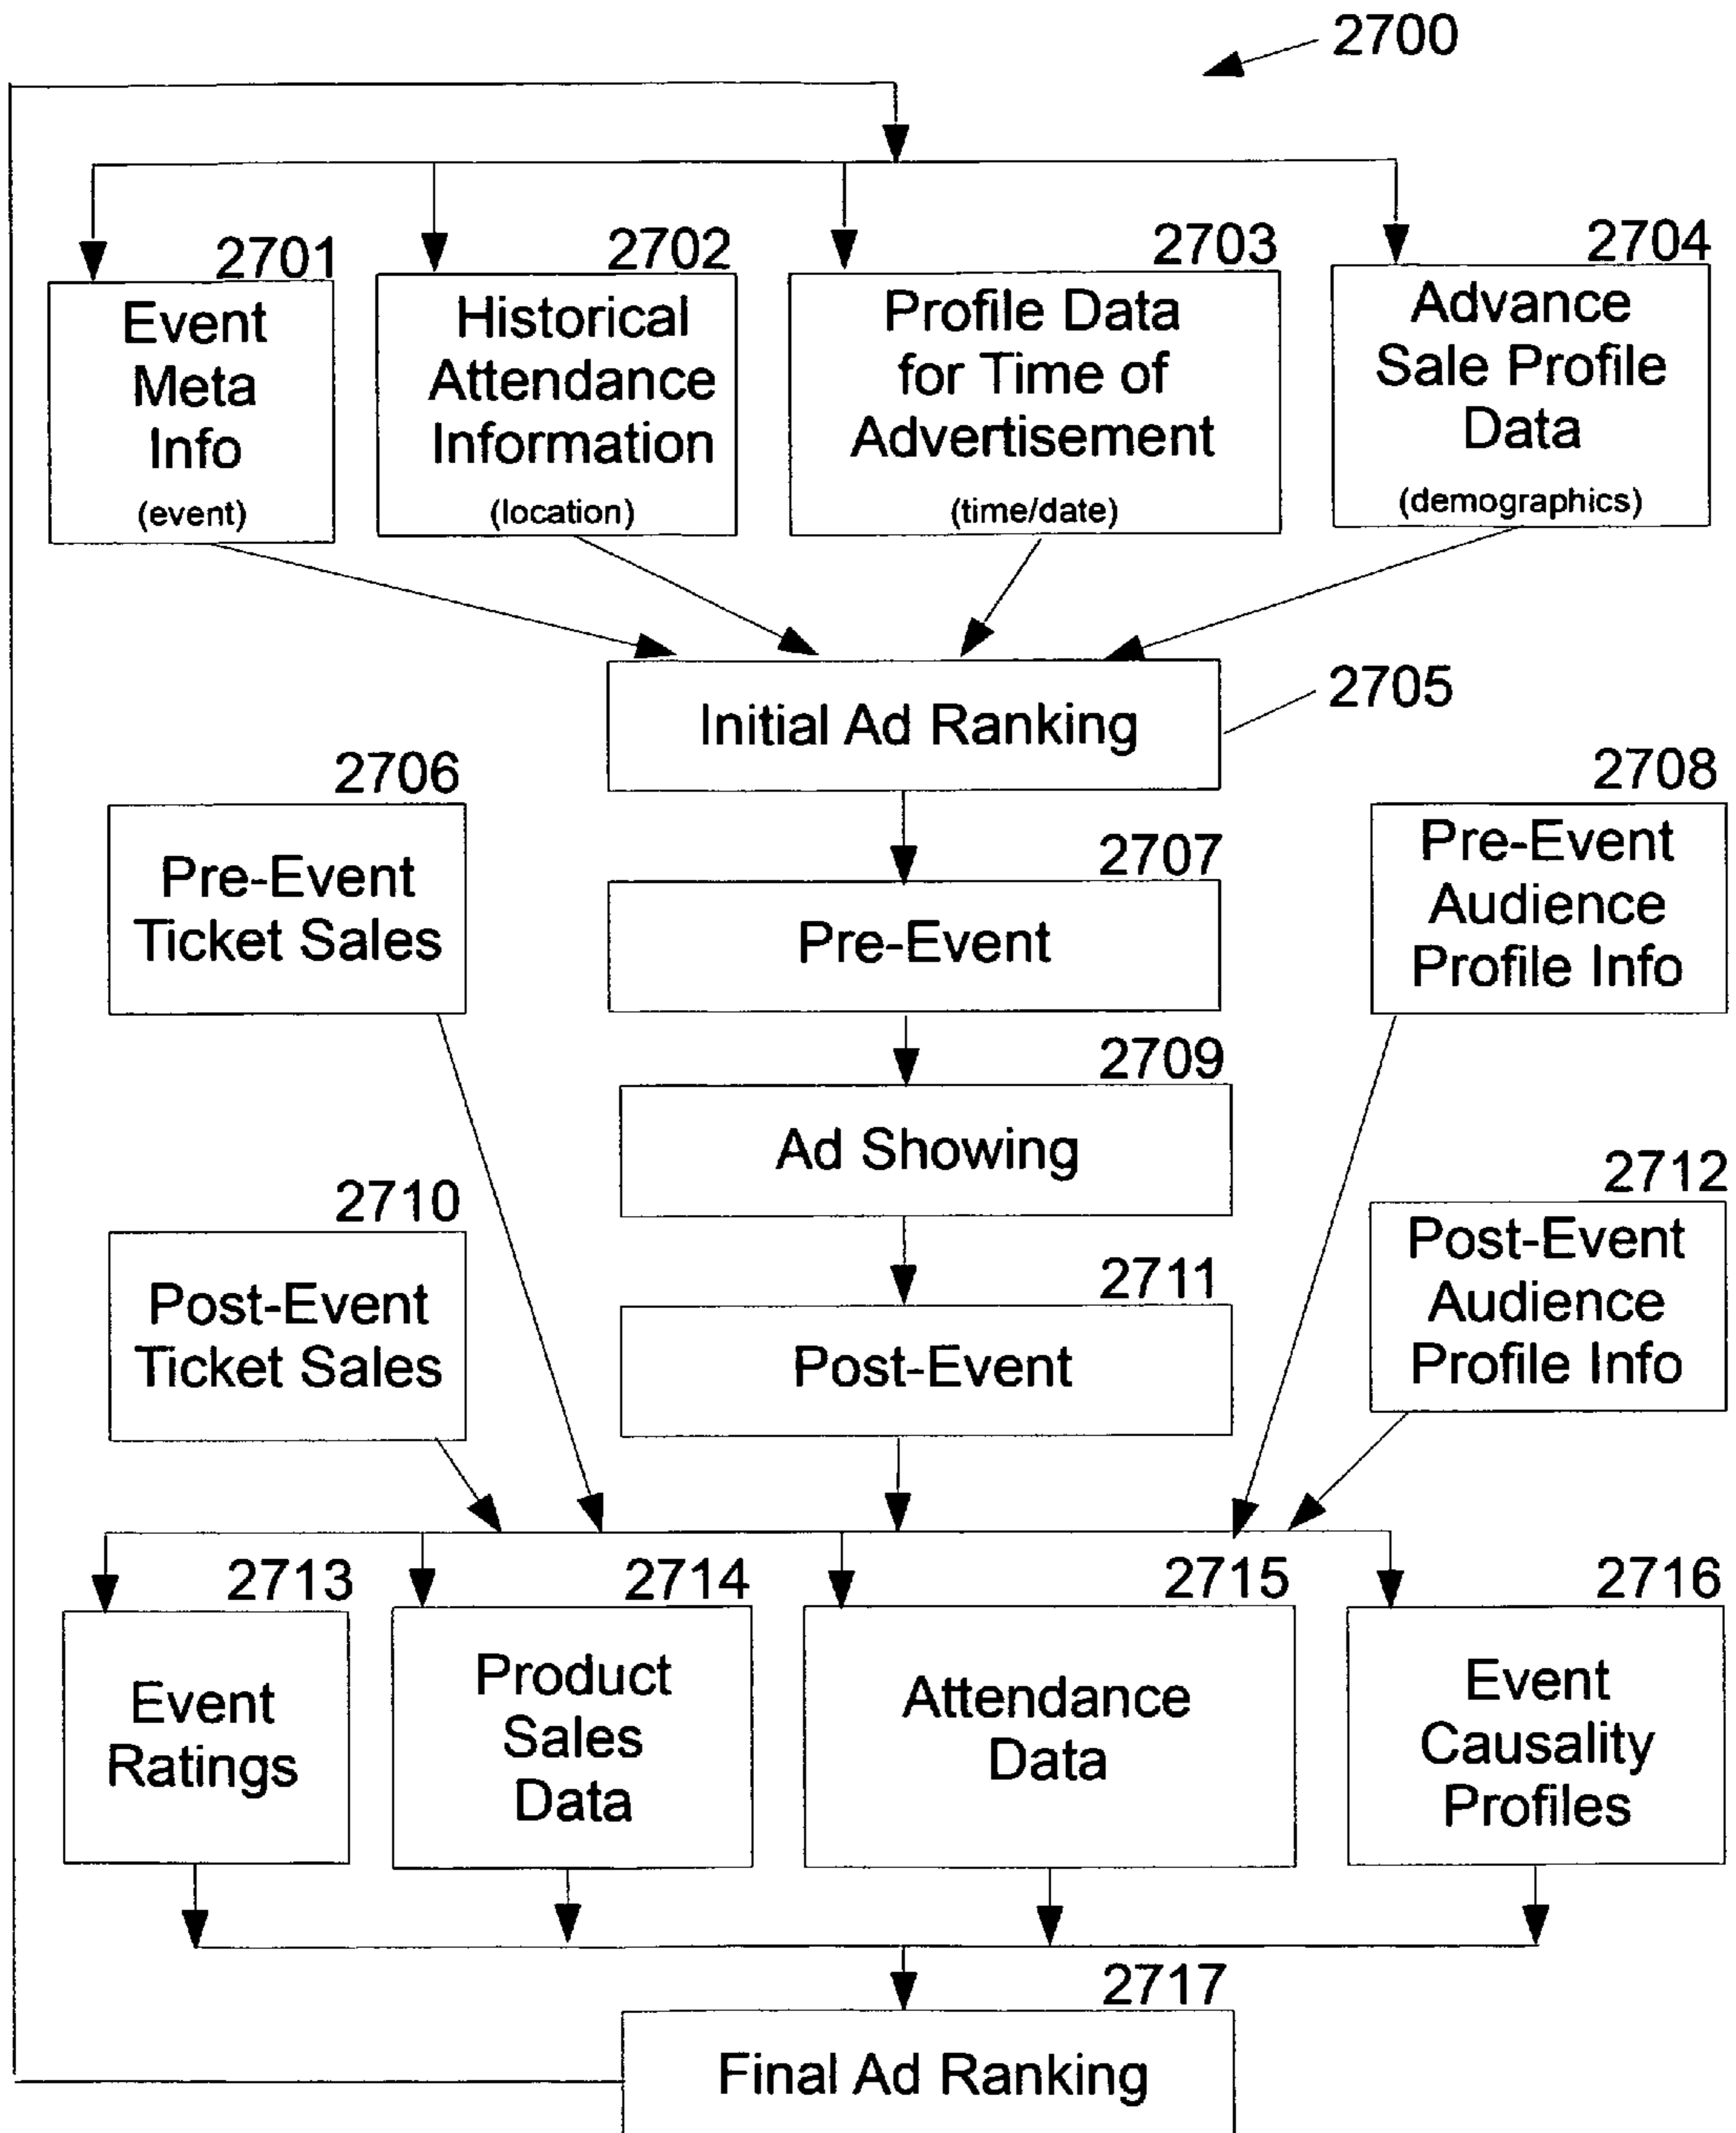 2700
2701
Event
Meta
Info
(event)
2702
Historical
Attendance
Information
(location)
2703
Profile Data
for Time of
Advertisement
(time/date)
2704
Advance
Sale Profile
Data
(demographics)
Initial Ad Ranking
2705
2706
Pre-Event
Ticket Sales
2707
Pre-Event
2708
Pre-Event
Audience
Profile Info
2709
Ad Showing
2710
Post-Event
Ticket Sales
2711
Post-Event
2712
Post-Event
Audience
Profile Info
2713
Event
Ratings
2714
Product
Sales
Data
2715
Attendance
Data
2716
Event
Causality
Profiles
2717
Final Ad Ranking